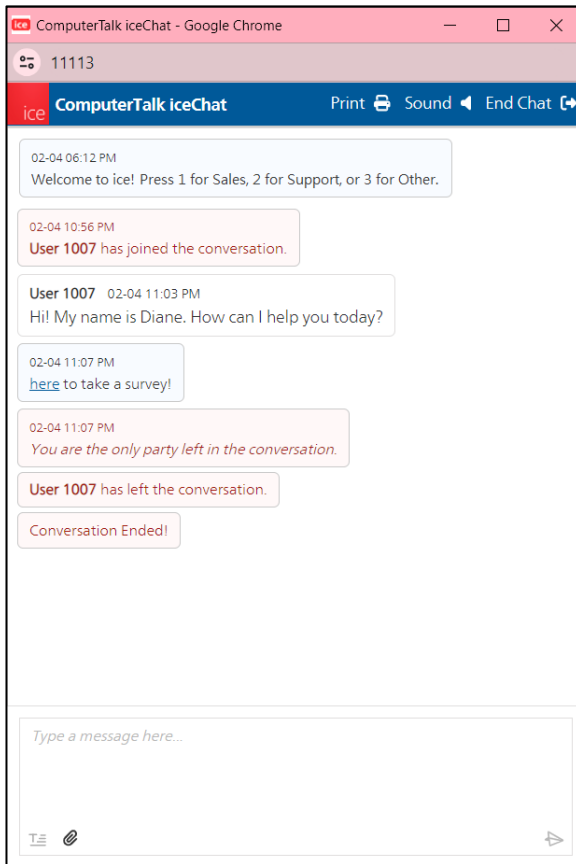 ice ComputerTalk iceChat - Google Chrome
11113
ice ComputerTalk iceChat Print Sound End Chat
02-04 06:12 PM
Welcome to ice! Press 1 for Sales, 2 for Support, or 3 for Other.
02-04 10:56 PM
User 1007 has joined the conversation.
User 1007 02-04 11:03 PM
Hi! My name is Diane. How can I help you today?
02-04 11:07 PM
here to take a survey!
02-04 11:07 PM
You are the only party left in the conversation.
User 1007 has left the conversation.
Conversation Ended!
Type a message here...